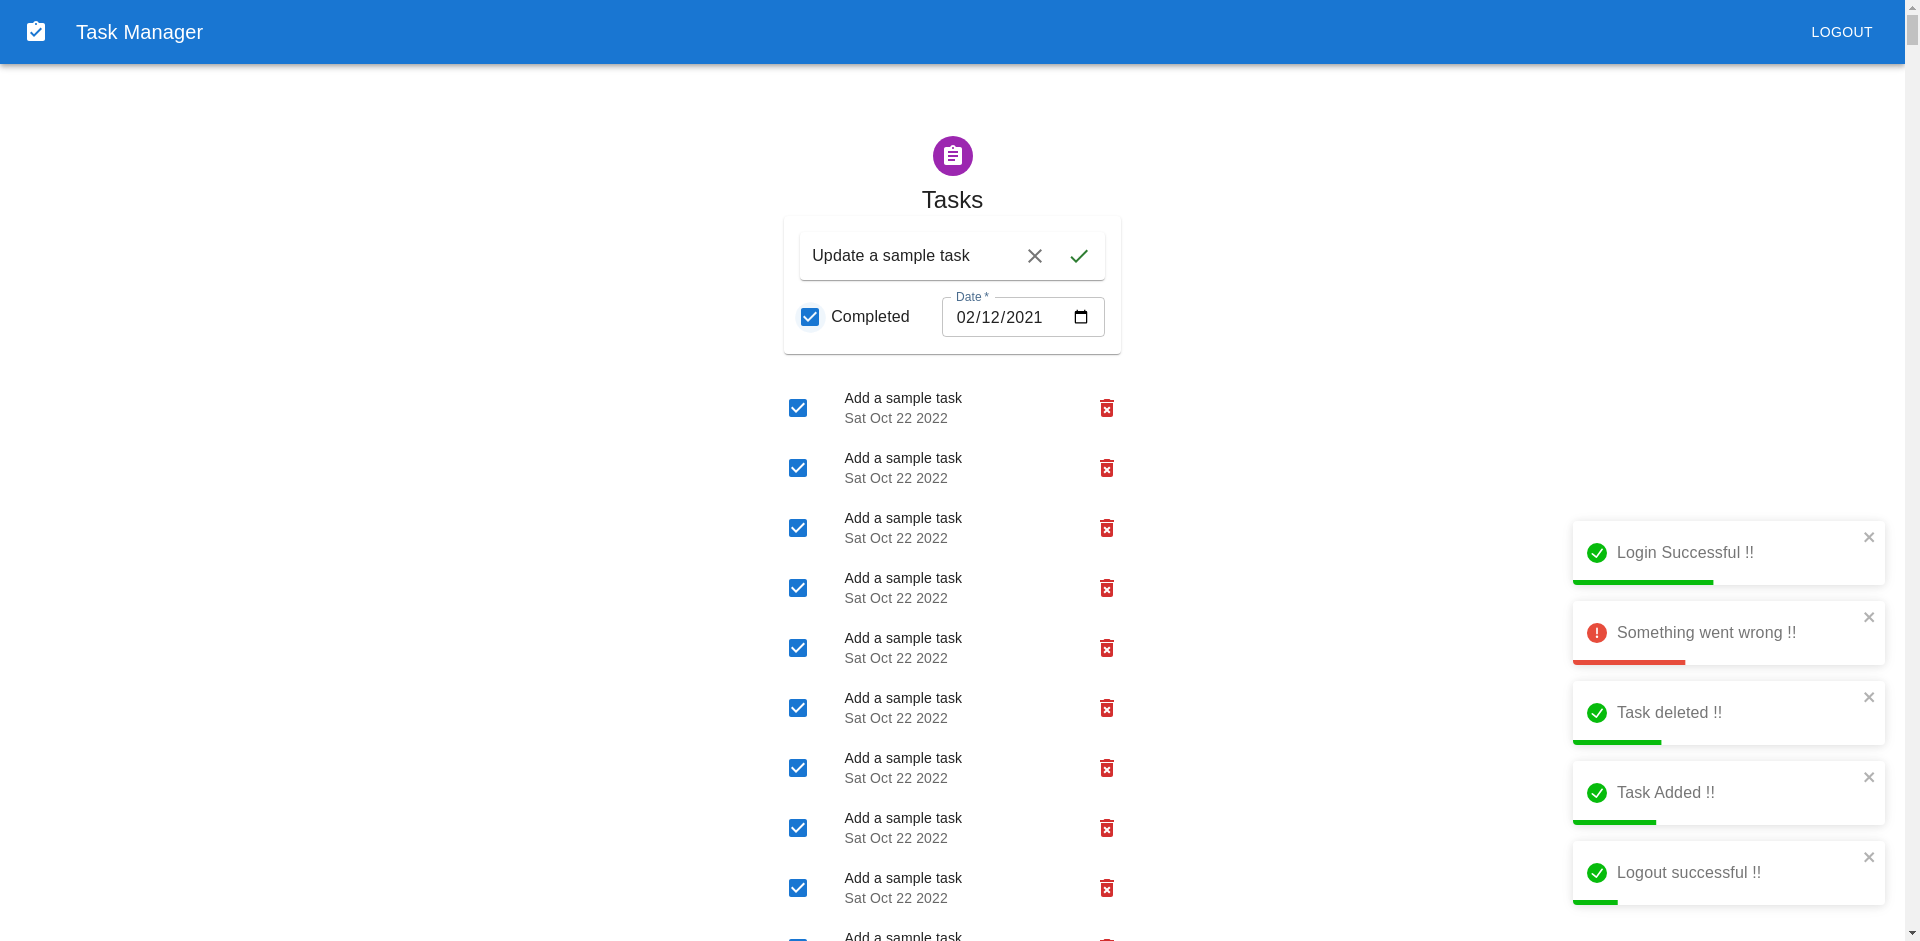 Task Manager
LOGOUT
Tasks
Update a sample task
Completed
Date *
02/12/2021
Add a sample task
Sat Oct 22 2022
Add a sample task
Sat Oct 22 2022
Add a sample task
Sat Oct 22 2022
Add a sample task
Sat Oct 22 2022
Add a sample task
Sat Oct 22 2022
Add a sample task
Sat Oct 22 2022
Add a sample task
Sat Oct 22 2022
Add a sample task
Sat Oct 22 2022
Add a sample task
Sat Oct 22 2022
Add a sample task
Login Successful !!
Something went wrong !!
Task deleted !!
Task Added !!
Logout successful !!